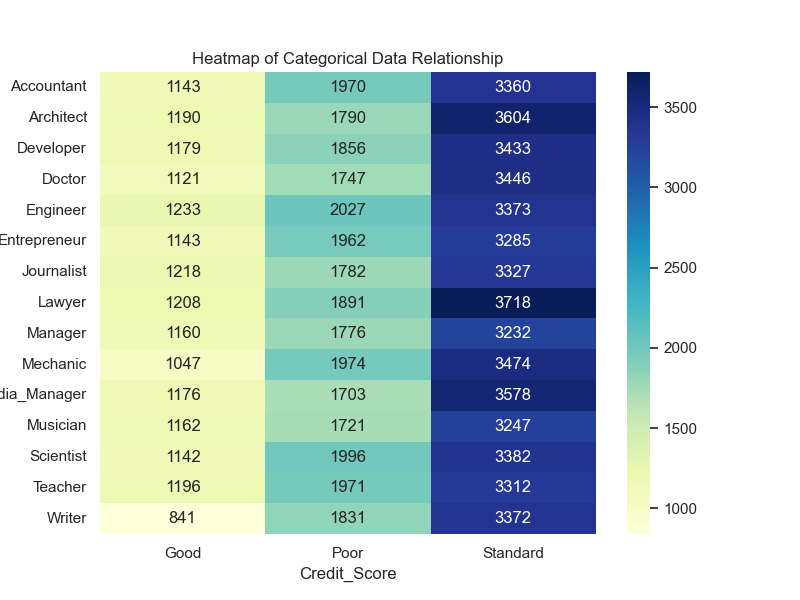 Heatmap of Categorical Data Relationship
Accountant 1143 1970 3360
Architect 1190 1790 3604
Developer 1179 1856 3433
Doctor 1121 1747 3446
Engineer 1233 2027 3373
Entrepreneur 1143 1962 3285
Journalist 1218 1782 3327
Lawyer 1208 1891 3718
Manager 1160 1776 3232
Mechanic 1047 1974 3474
dia_Manager 1176 1703 3578
Musician 1162 1721 3247
Scientist 1142 1996 3382
Teacher 1196 1971 3312
Writer 841 1831 3372
Good Poor Standard
Credit_Score
3500
3000
2500
2000
1500
1000